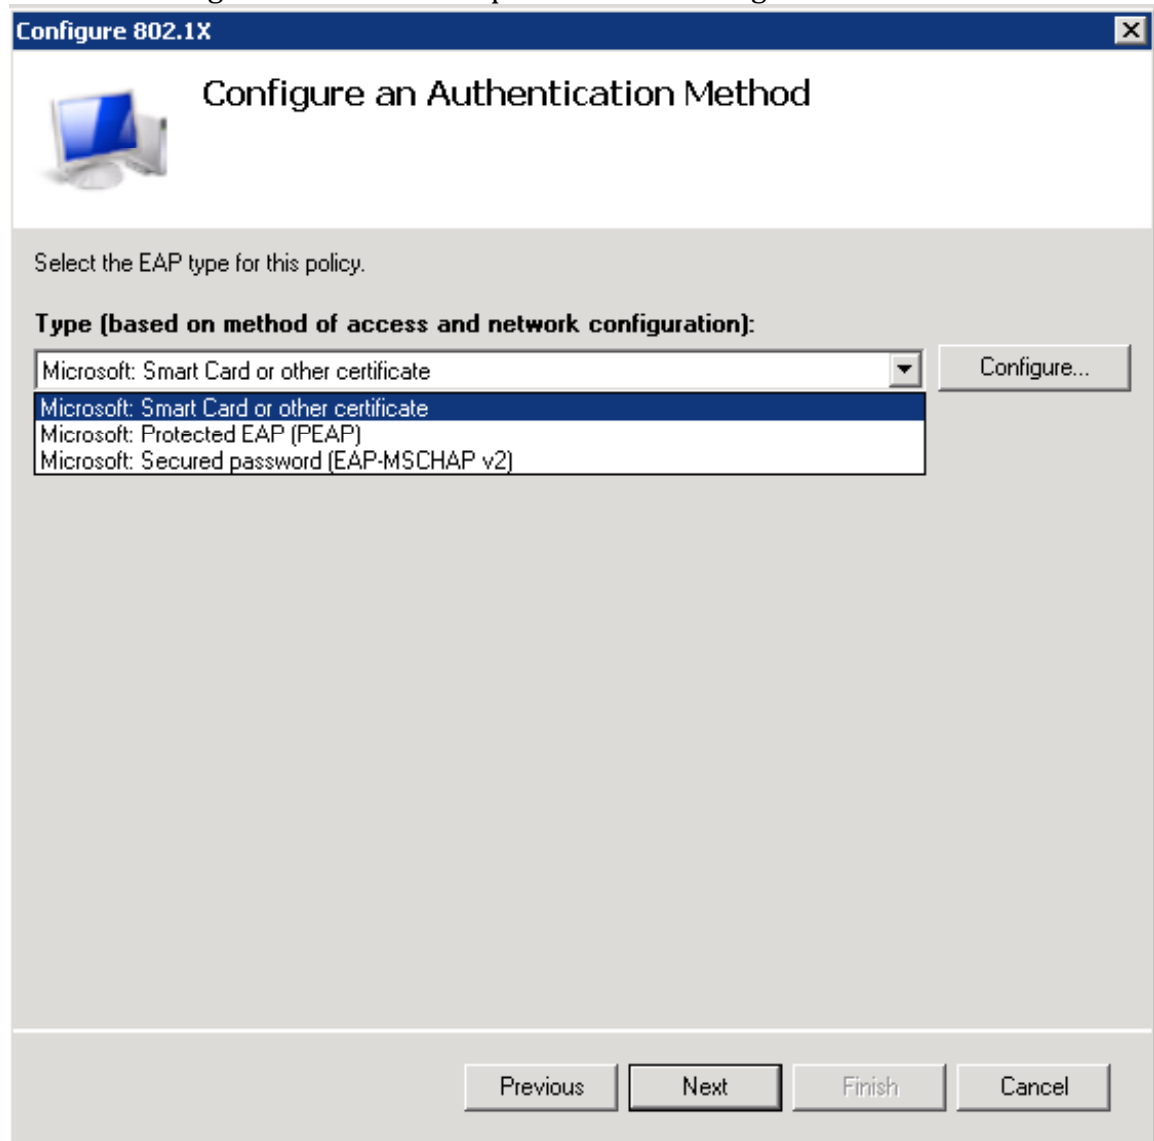 Configure 802.1X
Configure an Authentication Method
Select the EAP type for this policy.
Type (based on method of access and network configuration):
Microsoft: Smart Card or other certificate
Configure...
Microsoft: Smart Card or other certificate
Microsoft: Protected EAP (PEAP)
Microsoft: Secured password (EAP-MSCHAP v2)
Previous
Next
Finish
Cancel